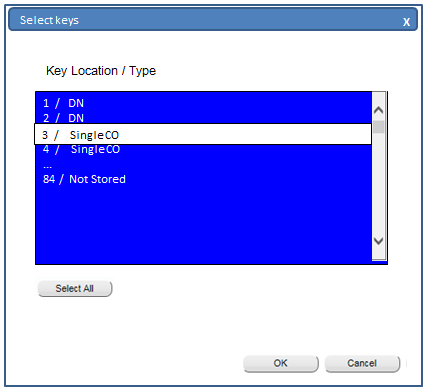 Select keys x
Key Location / Type
1 / DN
2 / DN
3 / SingleCO
4 / SingleCO
...
84 / Not Stored
Select All
OK Cancel